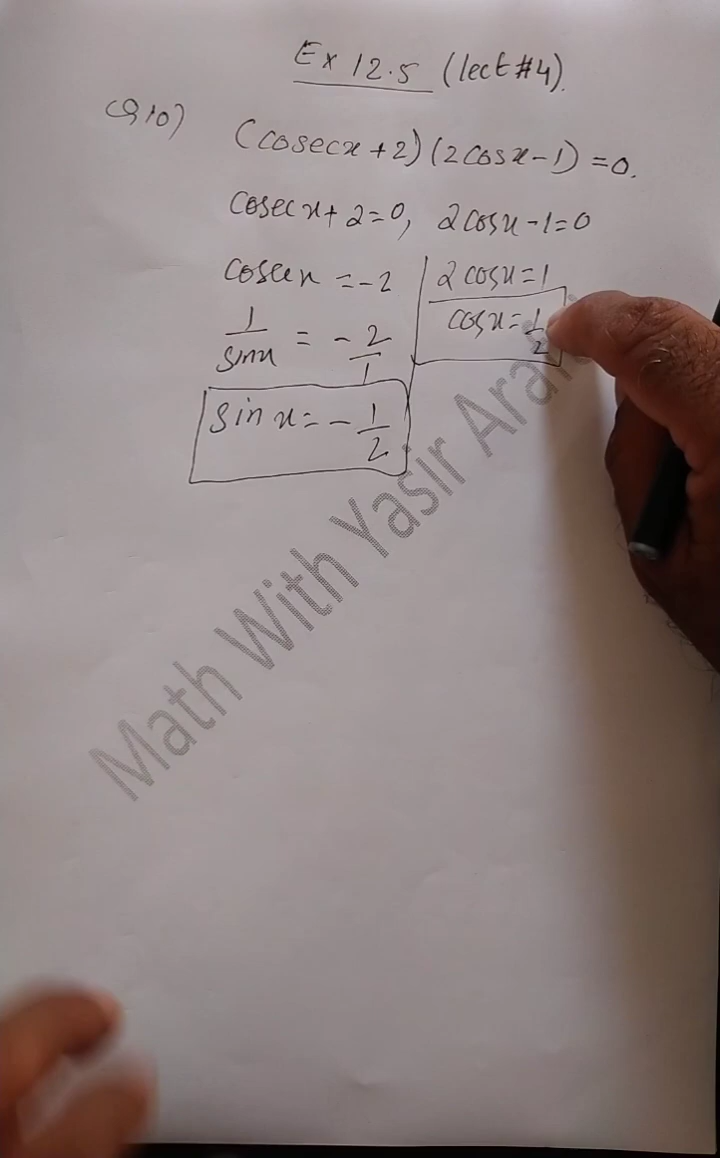 Ex 12.5 (lect #4).
Q10) (cosecx + 2) (2cosx - 1) = 0.
cosecx + 2 = 0, 2cosx - 1 = 0
cosecx = -2
1/sinx = -2/1
sinx = -1/2
2cosx = 1
cosx = 1/2
Math With Yasir Ara